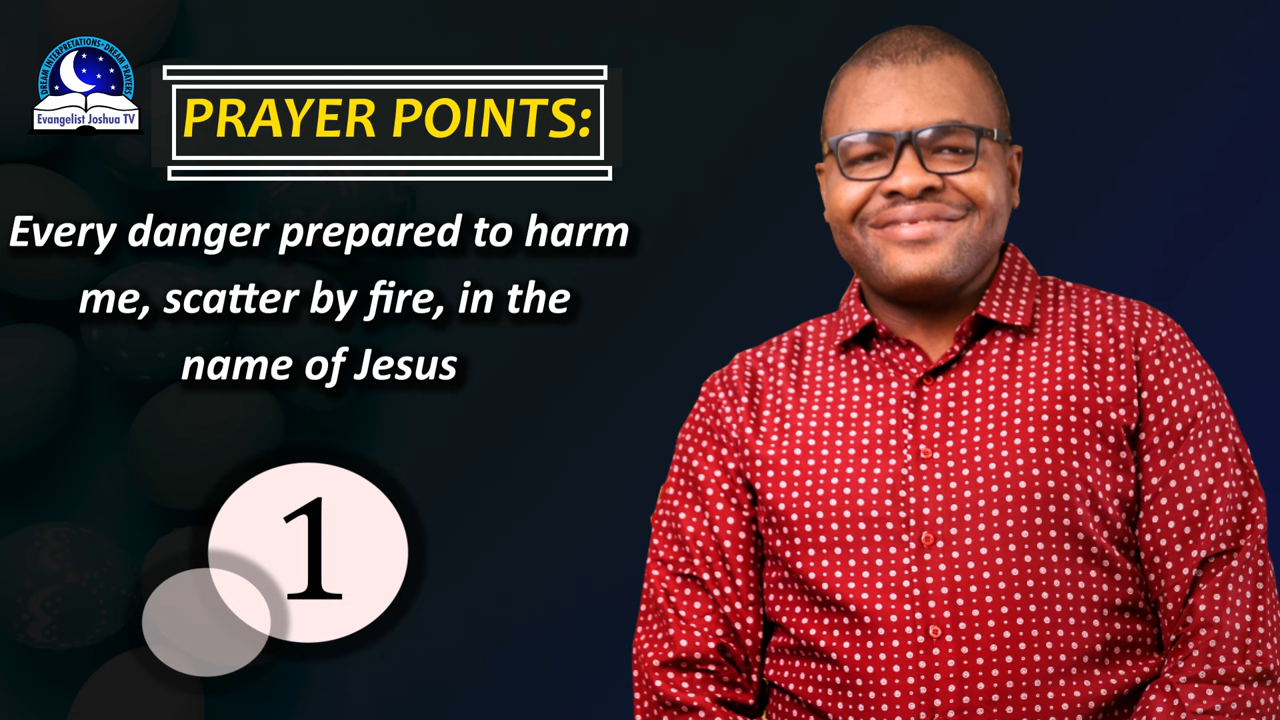 DREAM INTERPRETATIONS-DREAM PRAYERS
Evangelist Joshua TV
PRAYER POINTS:
Every danger prepared to harm
me, scatter by fire, in the
name of Jesus
1